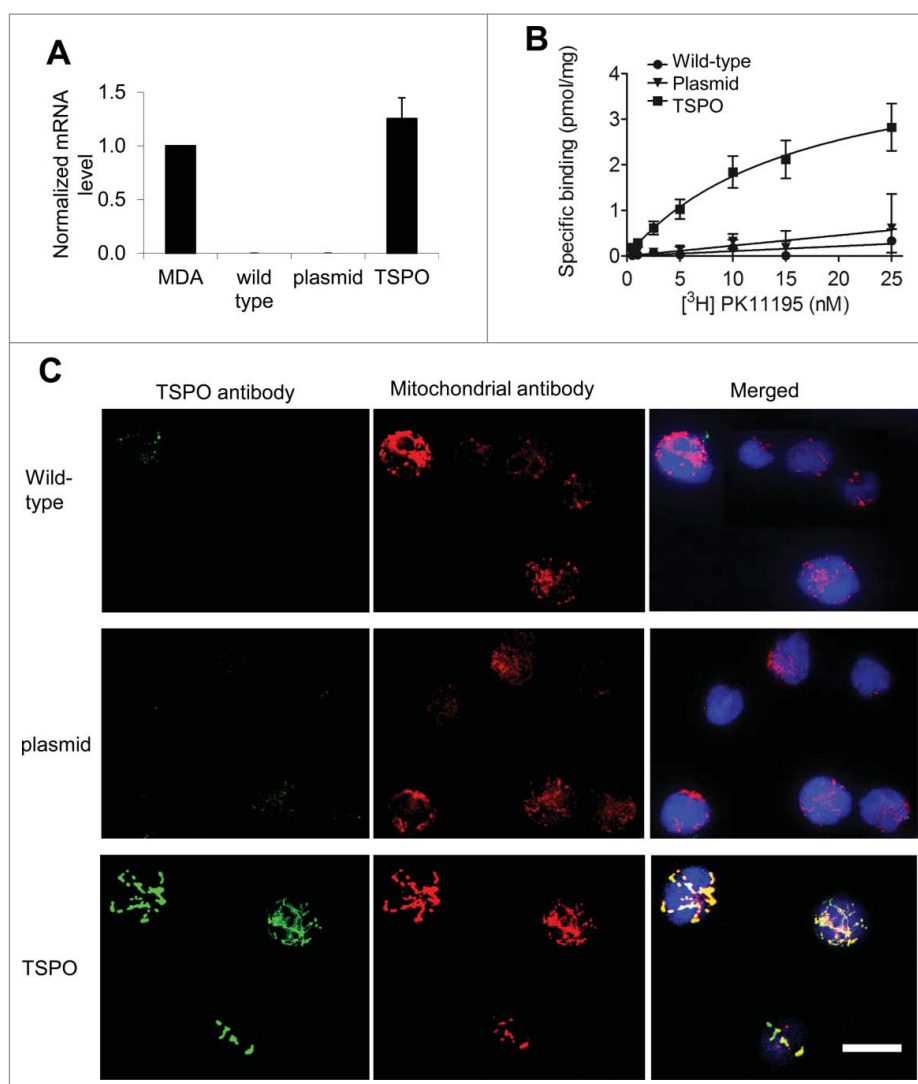 A
Normalized mRNA
level
1.5
1.0
0.5
0.0
MDA
wild
type
plasmid
TSPO
B
Specific binding (pmol/mg)
Wild-type
Plasmid
TSPO
4
3
2
1
0
0
5
10
15
20
25
[³H] PK11195 (nM)
C
TSPO antibody
Mitochondrial antibody
Merged
Wild-
type
plasmid
TSPO